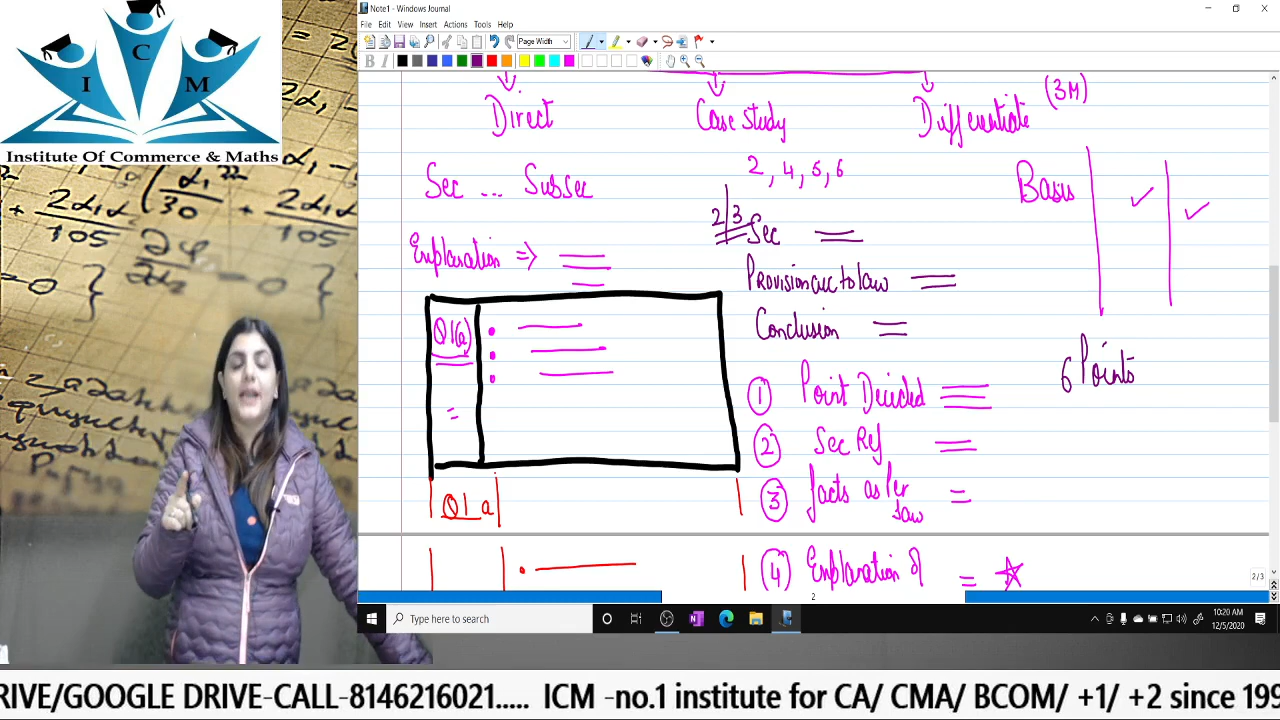 I C M
Institute Of Commerce & Maths
Note1 - Windows Journal
File Edit View Insert Actions Tools Help
Page Width
B I
Direct
Case Study
Differentiate (3M)
2, 4, 5, 6
Sec ... Subsec
Basis
2/3
Sec
Explanation =>
Provision acc to law
Conclusion
Q1(a)
6 Points
① Point Decided
② Sec Ref
③ facts as Per law
Q1 a
④ Explanation of
2/3
2
Type here to search
10:20 AM
12/5/2020
RIVE/GOOGLE DRIVE-CALL-8146216021..... ICM -no.1 institute for CA/ CMA/ BCOM/ +1/ +2 since 199